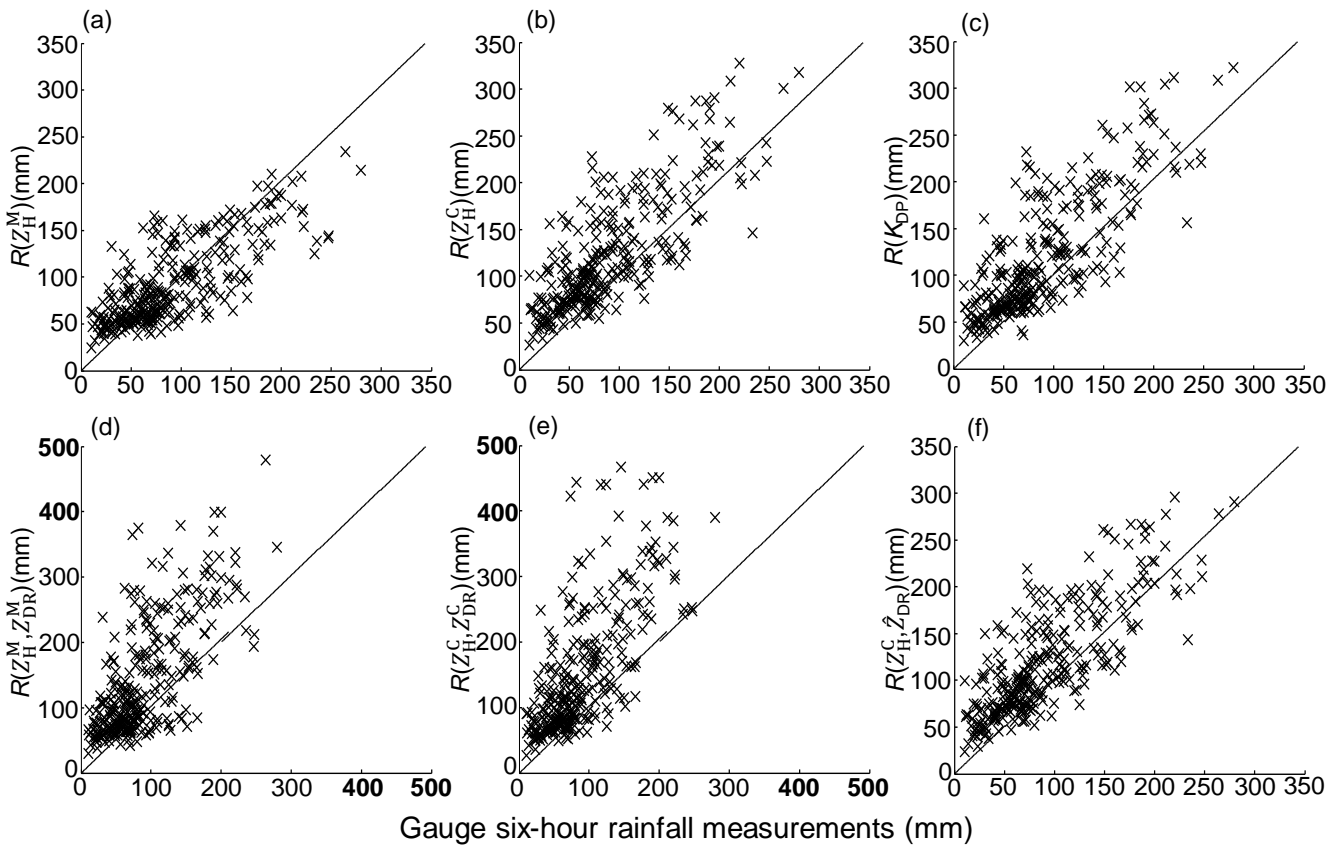 (a) (b) (c)
R(Z_H^M)(mm)
350
300
250
200
150
100
50
0
0 50 100 150 200 250 300 350
R(Z_H^C)(mm)
350
300
250
200
150
100
50
0
0 50 100 150 200 250 300 350
R(K_DP)(mm)
350
300
250
200
150
100
50
0
0 50 100 150 200 250 300 350
(d) (e) (f)
R(Z_H^M,Z_DR^M)(mm)
500
400
300
200
100
0
0 100 200 300 400 500
R(Z_H^C,Z_DR^C)(mm)
500
400
300
200
100
0
0 100 200 300 400 500
R(Z_H^C,Ẑ_DR)(mm)
350
300
250
200
150
100
50
0
0 50 100 150 200 250 300 350
Gauge six-hour rainfall measurements (mm)